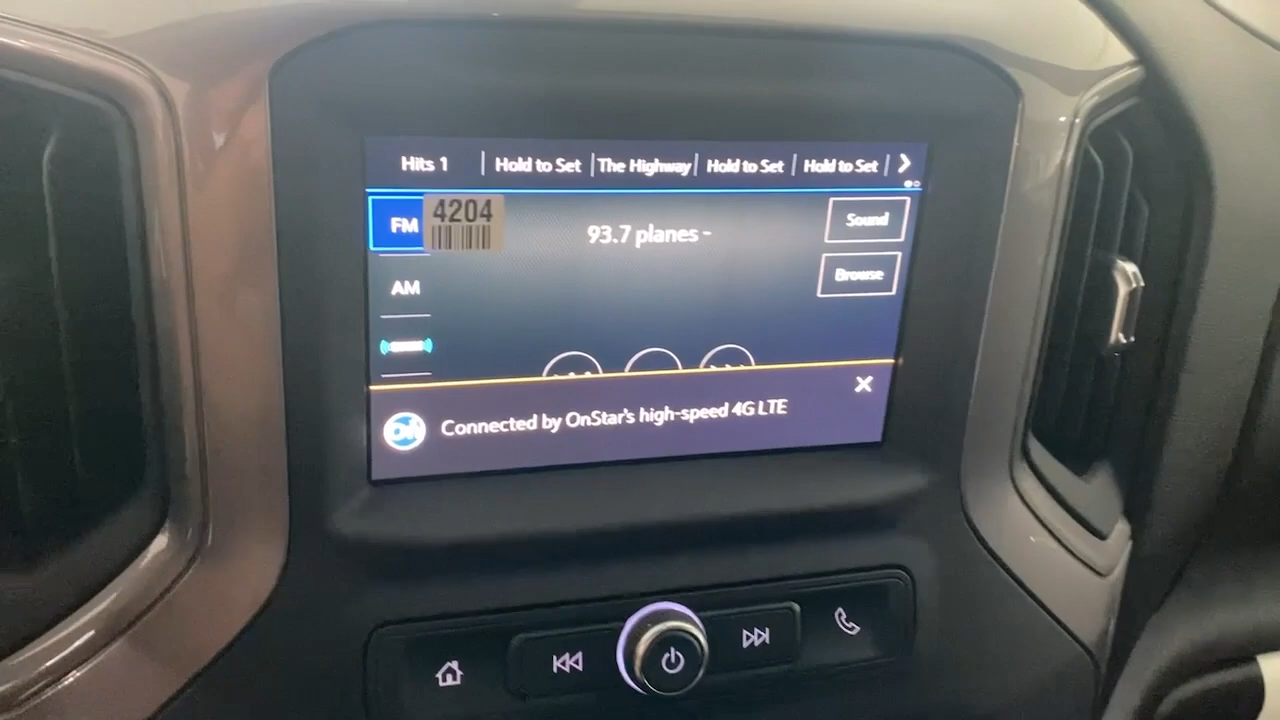 Hits 1
Hold to Set
The Highway
Hold to Set
Hold to Set
FM
4204
93.7 planes -
Sound
AM
Browse
Connected by OnStar's high-speed 4G LTE